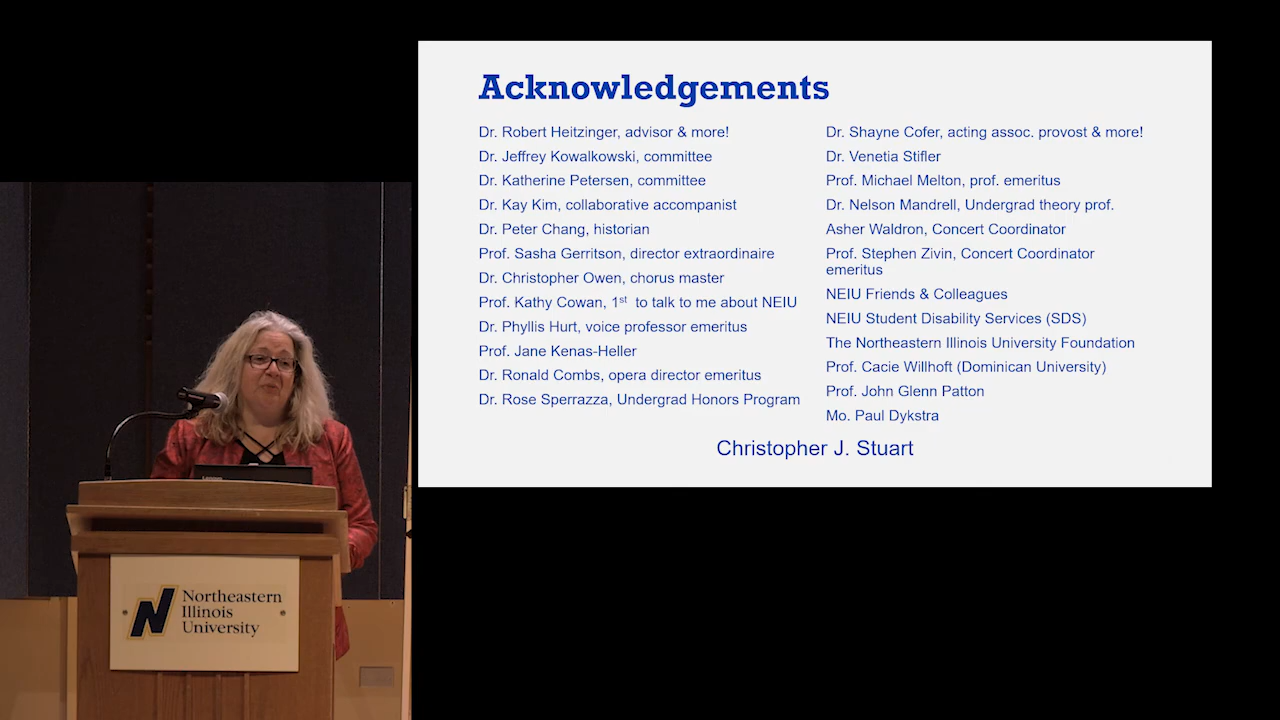 Acknowledgements
Dr. Robert Heitzinger, advisor & more!
Dr. Jeffrey Kowalkowski, committee
Dr. Katherine Petersen, committee
Dr. Kay Kim, collaborative accompanist
Dr. Peter Chang, historian
Prof. Sasha Gerritson, director extraordinaire
Dr. Christopher Owen, chorus master
Prof. Kathy Cowan, 1st to talk to me about NEIU
Dr. Phyllis Hurt, voice professor emeritus
Prof. Jane Kenas-Heller
Dr. Ronald Combs, opera director emeritus
Dr. Rose Sperrazza, Undergrad Honors Program
Dr. Shayne Cofer, acting assoc. provost & more!
Dr. Venetia Stifler
Prof. Michael Melton, prof. emeritus
Dr. Nelson Mandrell, Undergrad theory prof.
Asher Waldron, Concert Coordinator
Prof. Stephen Zivin, Concert Coordinator
emeritus
NEIU Friends & Colleagues
NEIU Student Disability Services (SDS)
The Northeastern Illinois University Foundation
Prof. Cacie Willhoft (Dominican University)
Prof. John Glenn Patton
Mo. Paul Dykstra
Christopher J. Stuart
N
Northeastern
Illinois
University